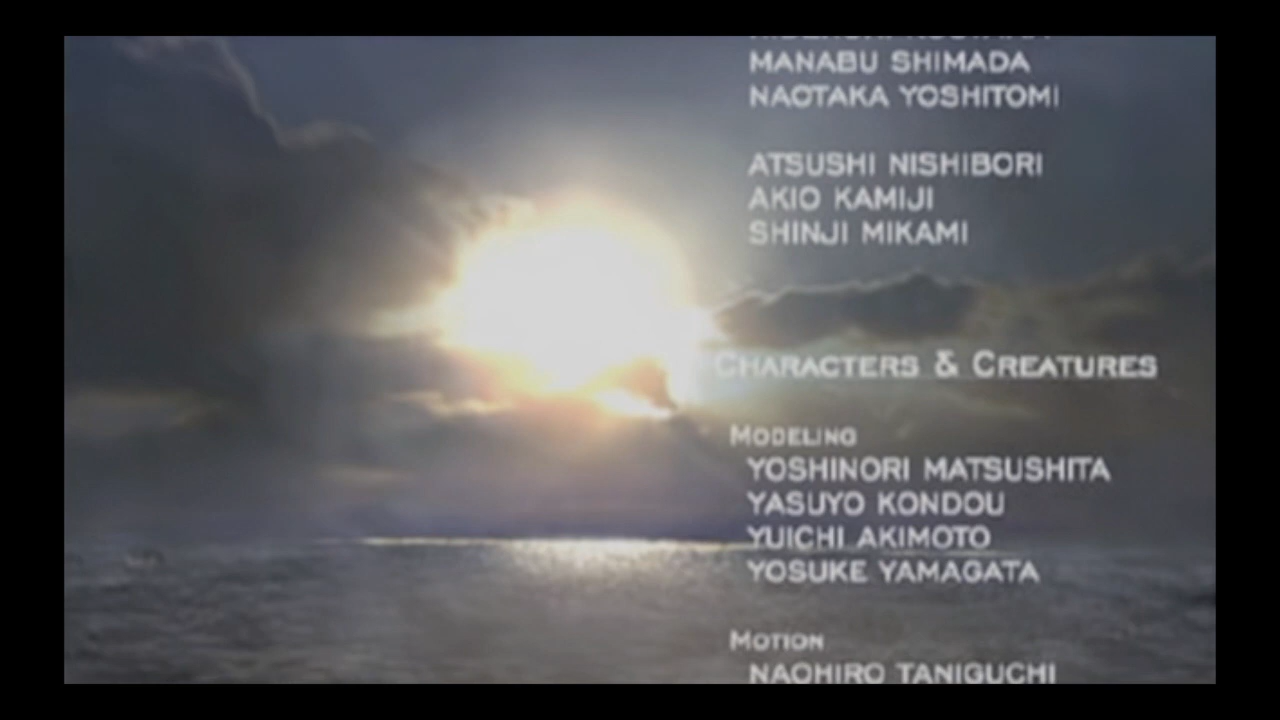 MANABU SHIMADA
NAOTAKA YOSHITOMI
ATSUSHI NISHIBORI
AKIO KAMIJI
SHINJI MIKAMI
CHARACTERS & CREATURES
MODELING
YOSHINORI MATSUSHITA
YASUYO KONDOU
YUICHI AKIMOTO
YOSUKE YAMAGATA
MOTION
NAOHIRO TANIGUCHI